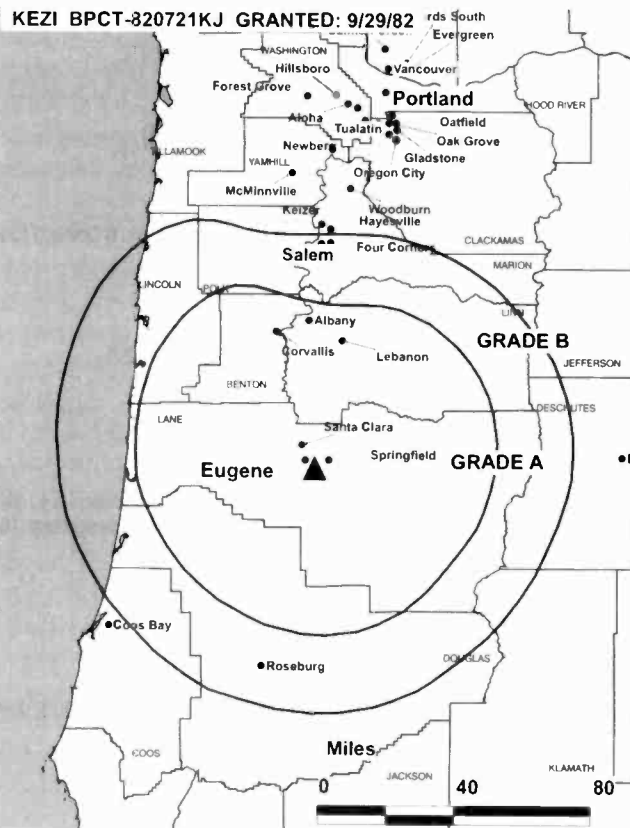 KEZI BPCT-820721KJ GRANTED: 9/29/82
rds South
Evergreen
WASHINGTON
Hillsboro
Vancouver
Forest Grove
Portland
HOOD RIVER
Aloha
Tualatin
Oatfield
Oak Grove
Newberg
Gladstone
TILLAMOOK
YAMHILL
Oregon City
McMinnville
Woodburn
Keizer
Hayesville
Salem
Four Corners
CLACKAMAS
MARION
LINCOLN
POLK
LINN
Albany
GRADE B
Corvallis
Lebanon
JEFFERSON
BENTON
DESCHUTES
LANE
Santa Clara
Springfield
GRADE A
Eugene
Coos Bay
Roseburg
DOUGLAS
Miles
COOS
JACKSON
KLAMATH
0 40 80